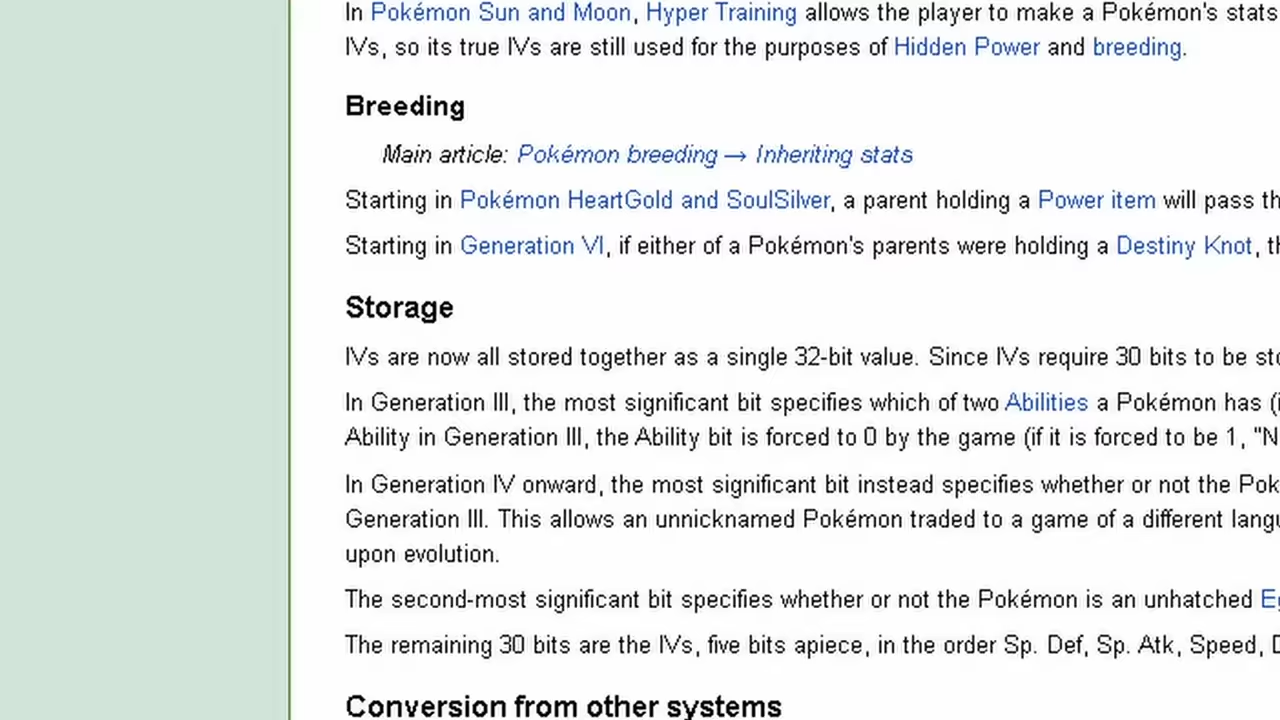 In Pokémon Sun and Moon, Hyper Training allows the player to make a Pokémon's stats
IVs, so its true IVs are still used for the purposes of Hidden Power and breeding.
Breeding
Main article: Pokémon breeding → Inheriting stats
Starting in Pokémon HeartGold and SoulSilver, a parent holding a Power item will pass
Starting in Generation VI, if either of a Pokémon's parents were holding a Destiny Knot,
Storage
IVs are now all stored together as a single 32-bit value. Since IVs require 30 bits to be
In Generation III, the most significant bit specifies which of two Abilities a Pokémon has
Ability in Generation III, the Ability bit is forced to 0 by the game (if it is forced to be 1,
In Generation IV onward, the most significant bit instead specifies whether or not the
Generation III. This allows an unnicknamed Pokémon traded to a game of a different
upon evolution.
The second-most significant bit specifies whether or not the Pokémon is an unhatched
The remaining 30 bits are the IVs, five bits apiece, in the order Sp. Def, Sp. Atk, Speed,
Conversion from other systems